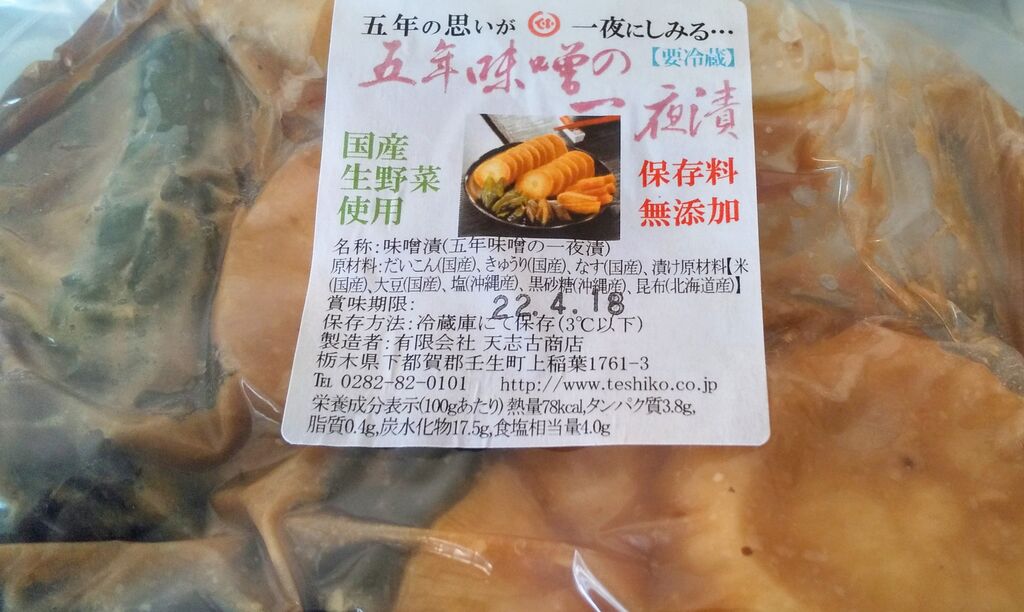 五年の思いが 一夜にしみる…
五年味噌の 【要冷蔵】
一夜漬
国産
生野菜
使用
保存料
無添加
名称:味噌漬(五年味噌の一夜漬)
原材料:だいこん(国産)、きゅうり(国産)、なす(国産)、漬け原材料【米
(国産)、大豆(国産)、塩(沖縄産)、黒砂糖(沖縄産)、昆布(北海道産)】
賞味期限: 22.4.18
保存方法:冷蔵庫にて保存(3℃以下)
製造者:有限会社 天志古商店
栃木県下都賀郡壬生町上稲葉1761-3
℡ 0282-82-0101 http://www.teshiko.co.jp
栄養成分表示(100gあたり)熱量78kcal,タンパク質3.8g,
脂質0.4g,炭水化物17.5g,食塩相当量4.0g